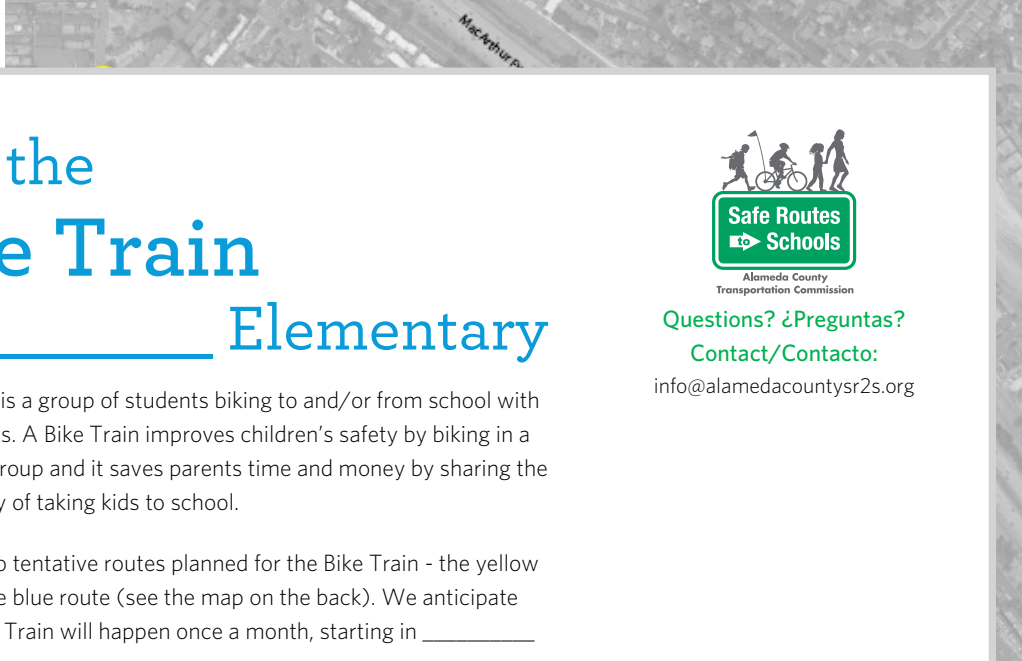 MacArthur
the
e Train
Elementary
is a group of students biking to and/or from school with
s. A Bike Train improves children's safety by biking in a
roup and it saves parents time and money by sharing the
y of taking kids to school.
o tentative routes planned for the Bike Train - the yellow
e blue route (see the map on the back). We anticipate
Train will happen once a month, starting in __________
Safe Routes
to Schools
Alameda County
Transportation Commission
Questions? ¿Preguntas?
Contact/Contacto:
info@alamedacountysr2s.org